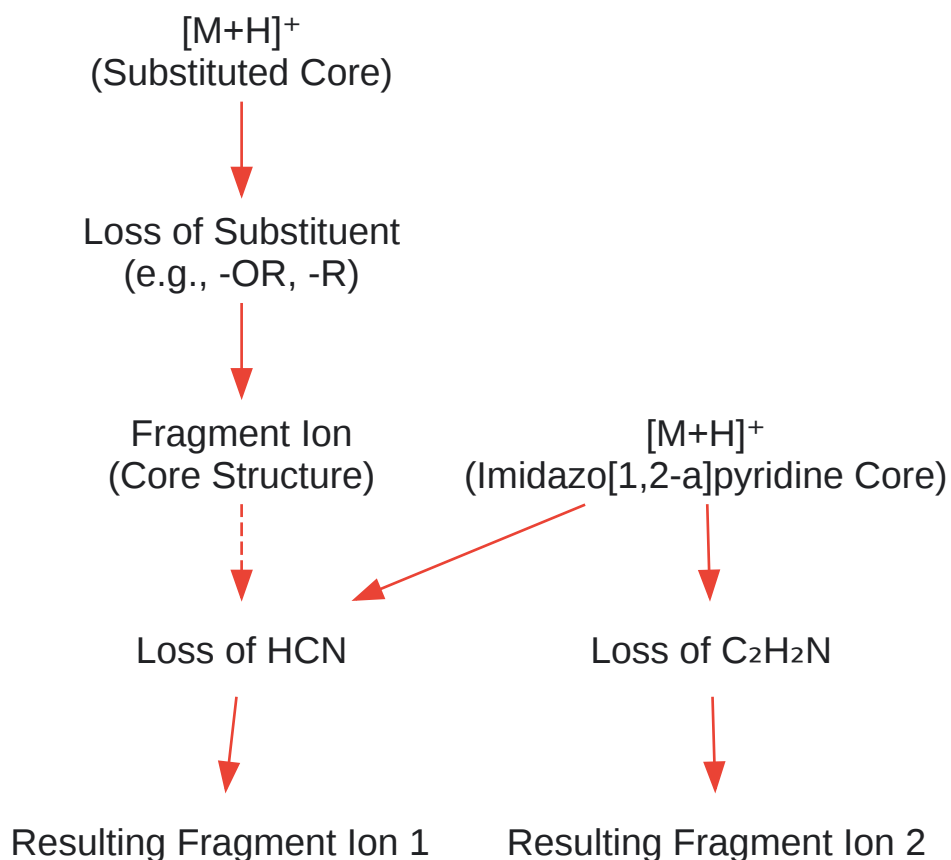 [M+H]⁺
(Substituted Core)
Loss of Substituent
(e.g., -OR, -R)
Fragment Ion
(Core Structure)
[M+H]⁺
(Imidazo[1,2-a]pyridine Core)
Loss of HCN
Loss of C₂H₂N
Resulting Fragment Ion 1
Resulting Fragment Ion 2